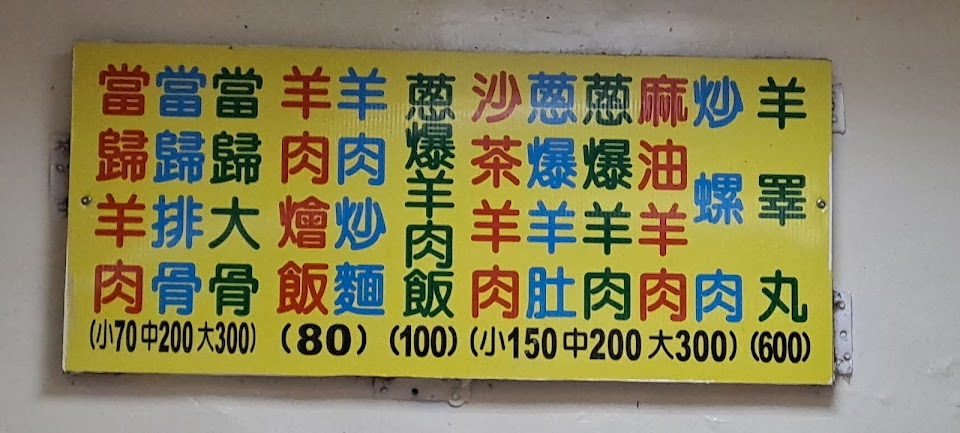 當歸羊肉
當歸排骨
當歸大骨
(小70中200大300)
羊肉燴飯
羊肉炒麵
(80)
蔥爆羊肉飯
(100)
沙茶羊肉
蔥爆羊肚
蔥爆羊肉
麻油羊肉
炒螺肉
(小150中200大300)
羊睪丸
(600)